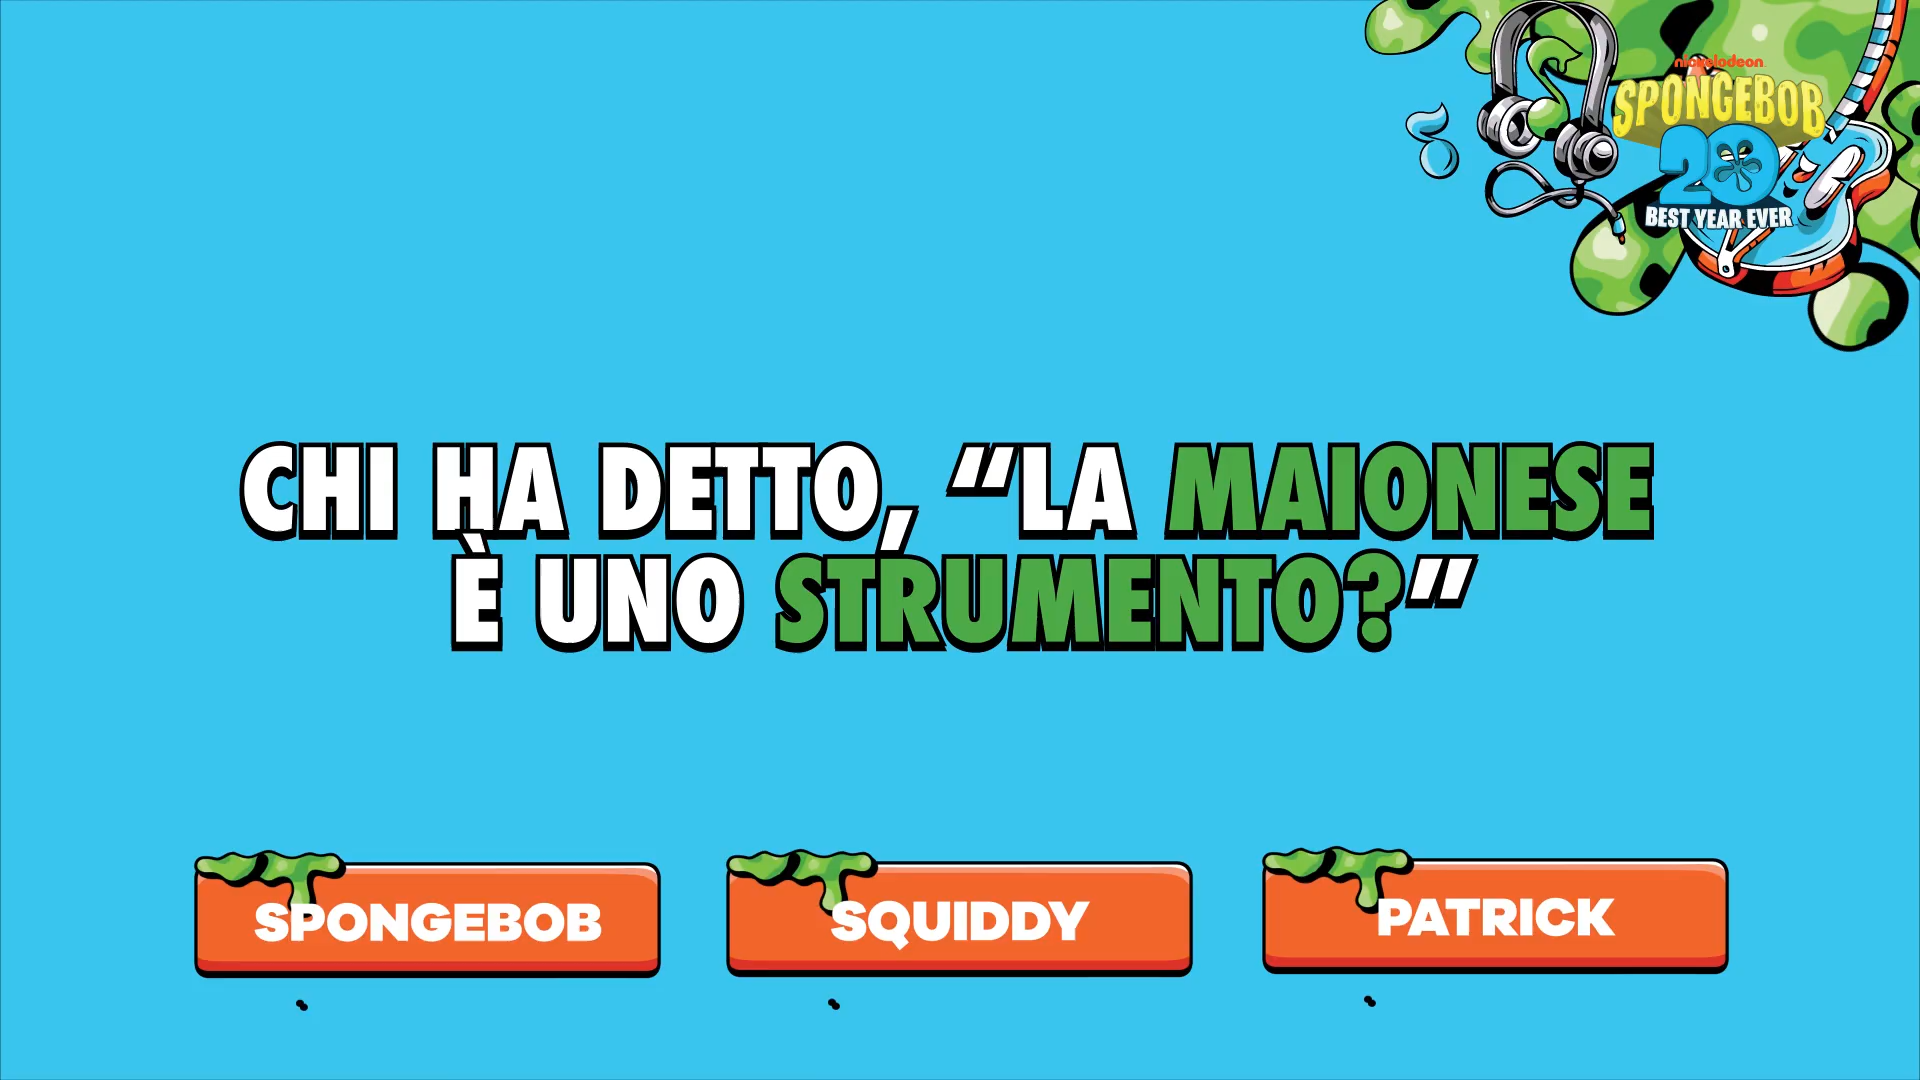 nickelodeon
SPONGEBOB
20
BEST YEAR EVER
CHI HA DETTO, “LA MAIONESE
È UNO STRUMENTO?”
SPONGEBOB
SQUIDDY
PATRICK